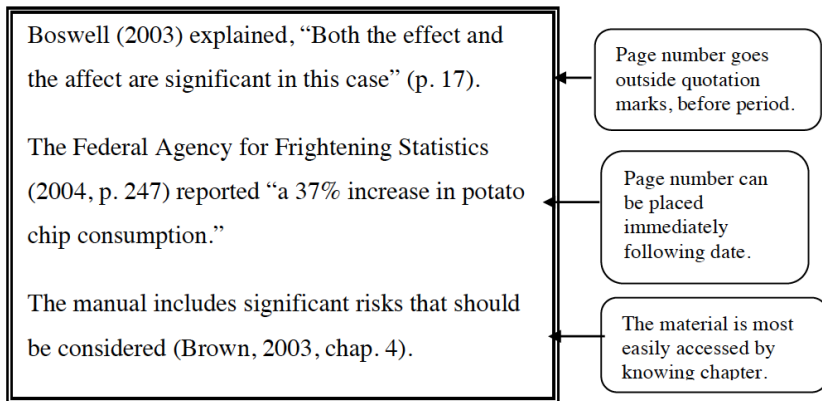 Boswell (2003) explained, “Both the effect and
the affect are significant in this case” (p. 17).
The Federal Agency for Frightening Statistics
(2004, p. 247) reported “a 37% increase in potato
chip consumption.”
The manual includes significant risks that should
be considered (Brown, 2003, chap. 4).
Page number goes
outside quotation
marks, before period.
Page number can
be placed
immediately
following date.
The material is most
easily accessed by
knowing chapter.